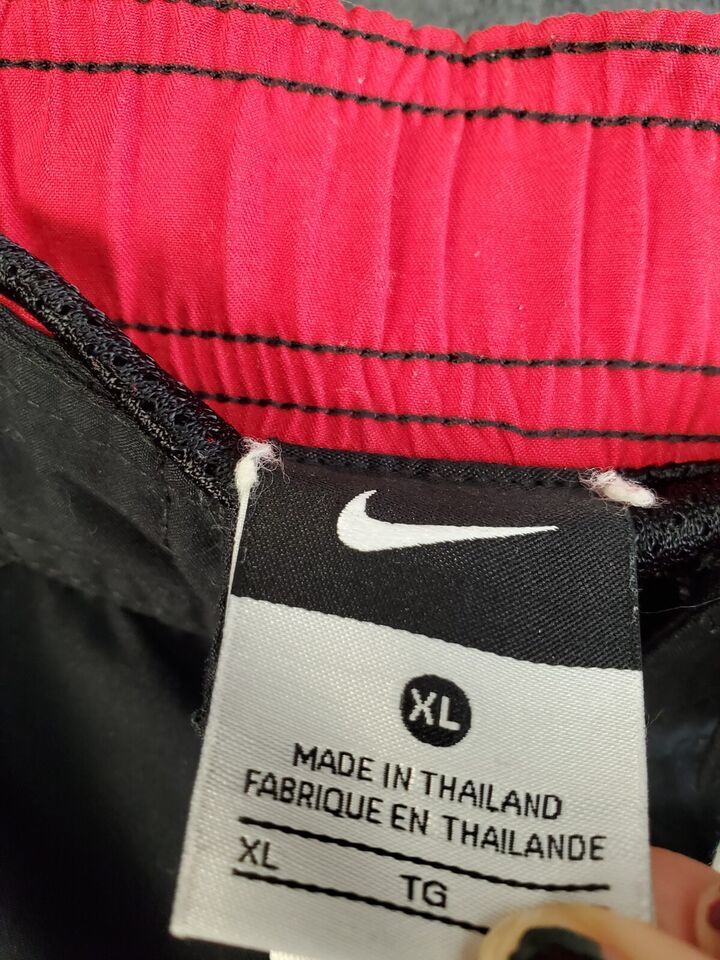 XL
MADE IN THAILAND
FABRIQUE EN THAILANDE
XL TG